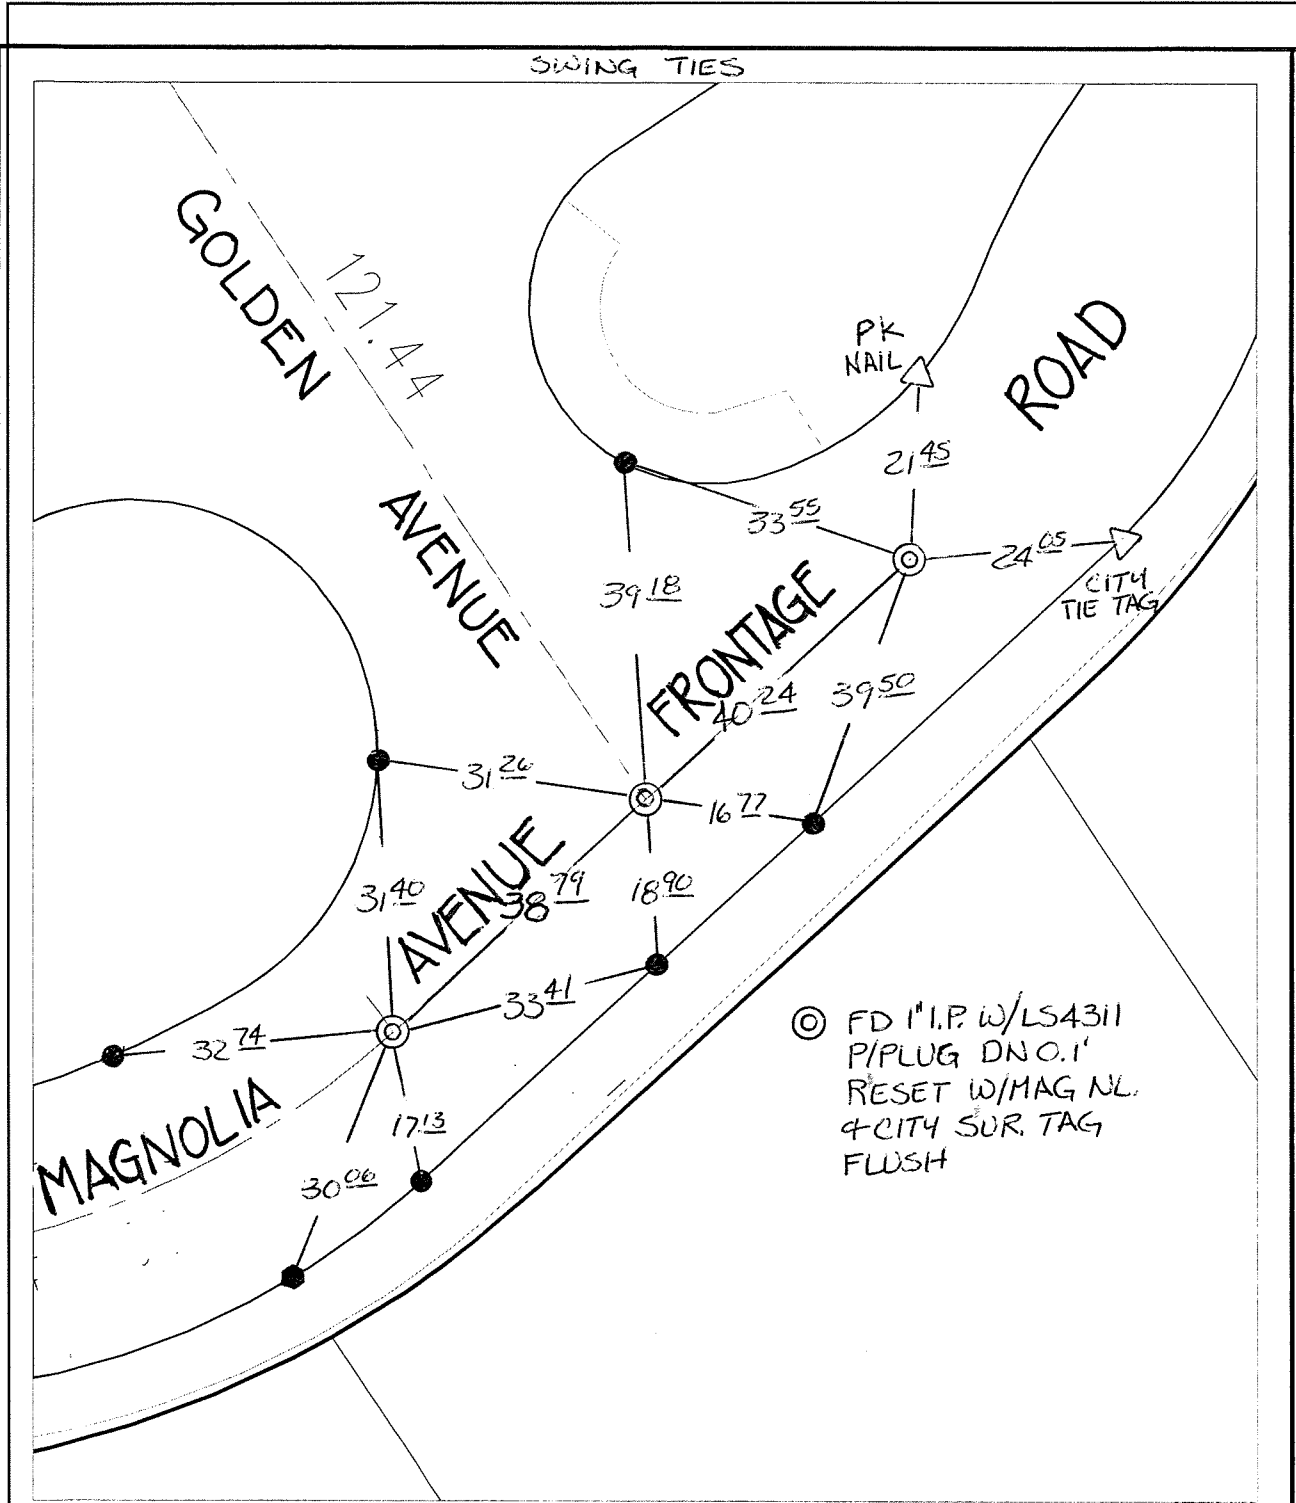 SWING TIES
GOLDEN
AVENUE
121.44
PK
NAIL
ROAD
21 45
33 55
24 05
CITY
TIE TAG
39 18
FRONTAGE
40 24
39 50
31 26
16 77
31 40
AVENUE
38 79
18 90
33 41
32 74
MAGNOLIA
17 13
30 06
FD 1" I.P. W/LS4311
P/PLUG DN 0.1'
RESET W/MAG NL.
& CITY SUR. TAG
FLUSH